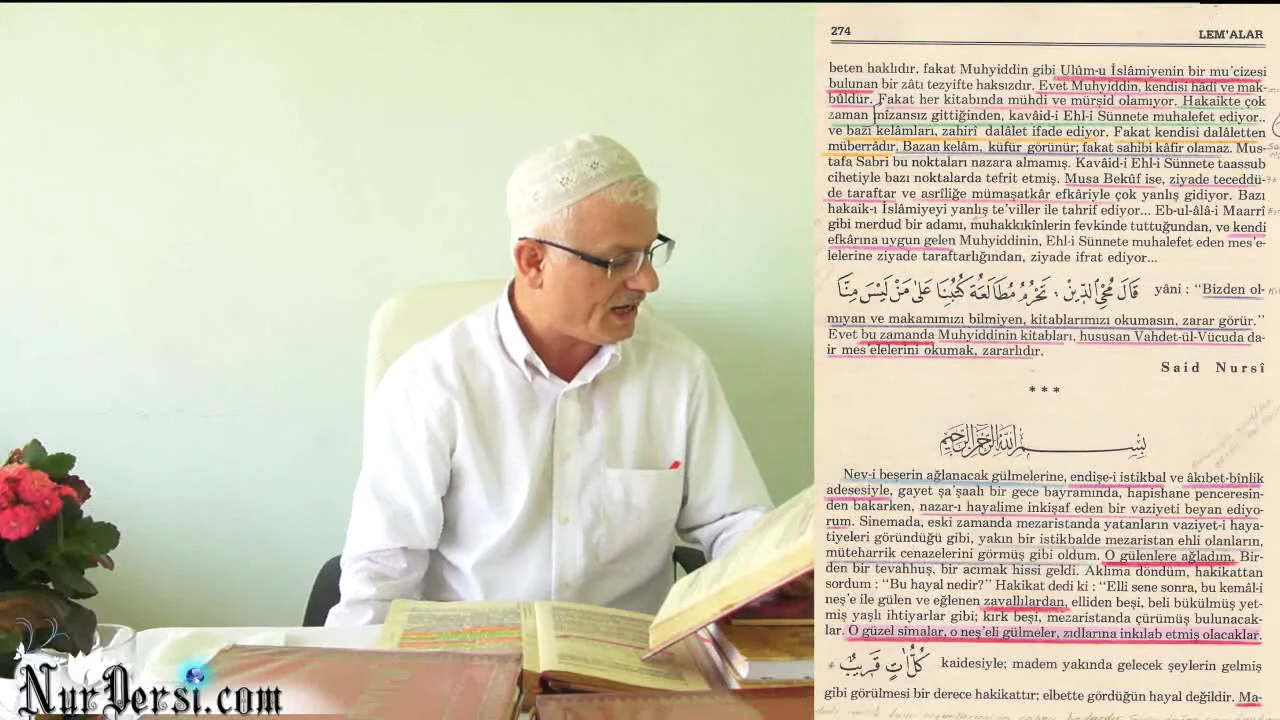 274
LEM'ALAR
beten haklıdır, fakat Muhyiddin gibi Ulûm-u İslâmiyenin bir mu'cizesi
bulunan bir zâtı tezyifte haksızdır. Evet Muhyiddin, kendisi hâdî ve mak-
bûldür. Fakat her kitabında mühdi ve mürşid olamıyor. Hakaikte çok
zaman mizansız gittiğinden, kavâid-i Ehl-i Sünnete muhalefet ediyor..
ve bazı kelâmları, zahirî dalâlet ifade ediyor. Fakat kendisi dalâletten
müberrâdır. Bazan kelâm, küfür görünür; fakat sahibi kâfir olamaz. Mus-
tafa Sabri bu noktaları nazara almamış. Kavâid-i Ehl-i Sünnete taassub
cihetiyle bazı noktalarda tefrit etmiş. Musa Bekûf ise, ziyade teceddü-
de taraftar ve asrîliğe mümaşatkâr efkâriyle çok yanlış gidiyor. Bazı
hakaik-ı İslâmiyeyi yanlış te'viller ile tahrif ediyor... Eb-ul-âlâ-i Maarrî
gibi merdud bir adamı, muhakkıkînlerin fevkinde tuttuğundan, ve kendi
efkârına uygun gelen Muhyiddinin, Ehl-i Sünnete muhalefet eden mes'e-
lelerine ziyade taraftarlığından, ziyade ifrat ediyor...
قَالَ مُحْيِ الدِّينْ . تَحْرُمُ مُطَالَعَةُ كُتُبِنَا عَلَى مَنْ لَيْسَ مِنَّا yâni : "Bizden ol-
mıyan ve makamımızı bilmiyen, kitablarımızı okumasın, zarar görür."
Evet bu zamanda Muhyiddinin kitabları, hususan Vahdet-ül-Vücuda da-
ir mes'elelerini okumak, zararlıdır.
Said Nursî
* * *
بِسْمِ اللهِ الرَّحْمٰنِ الرَّحِيمِ
Nev-i beşerin ağlanacak gülmelerine, endişe-i istikbal ve âkıbet-bînlik
adesesiyle, gayet şa'şaalı bir gece bayramında, hapishane penceresin-
den bakarken, nazar-ı hayalime inkişaf eden bir vaziyeti beyan ediyo-
rum. Sinemada, eski zamanda mezaristanda yatanların vaziyet-i haya-
tiyeleri göründüğü gibi, yakın bir istikbalde mezaristan ehli olanların,
müteharrik cenazelerini görmüş gibi oldum. O gülenlere ağladım. Bir-
den bir tevahhuş, bir acımak hissi geldi. Aklıma döndüm, hakikattan
sordum : "Bu hayal nedir?" Hakikat dedi ki : "Elli sene sonra, bu kemâl-i
neş'e ile gülen ve eğlenen zavallılardan, elliden beşi, beli bükülmüş yet-
miş yaşlı ihtiyarlar gibi; kırk beşi, mezaristanda çürümüş bulunacak-
lar. O güzel simalar, o neş'eli gülmeler, zıdlarına inkılab etmiş olacaklar.
كُلُّ اٰتٍ قَرِيبٌ kaidesiyle; madem yakında gelecek şeylerin gelmiş
gibi görülmesi bir derece hakikattır; elbette gördüğün hayal değildir. Ma-
NurDersi.com